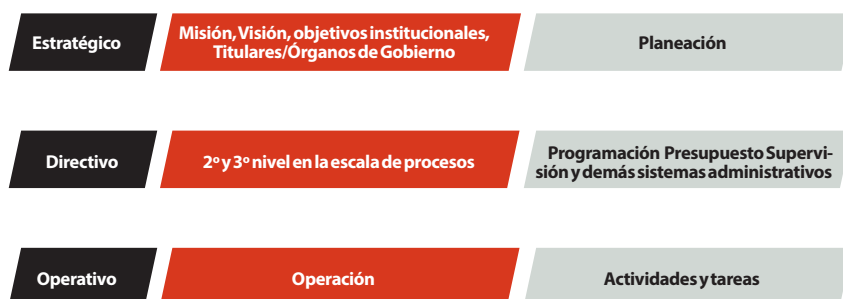 Estratégico
Misión, Visión, objetivos institucionales,
Titulares/Órganos de Gobierno
Planeación
Directivo
2º y 3º nivel en la escala de procesos
Programación Presupuesto Supervi-
sión y demás sistemas administrativos
Operativo
Operación
Actividades y tareas